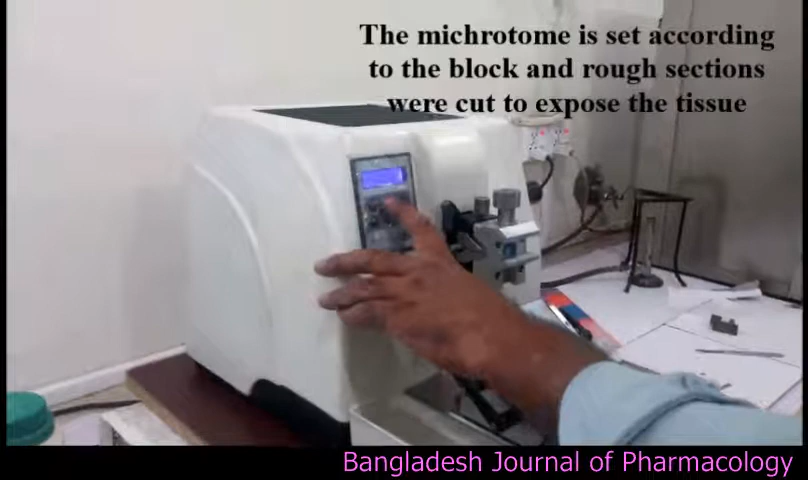 The michrotome is set according
to the block and rough sections
were cut to expose the tissue
Bangladesh Journal of Pharmacology